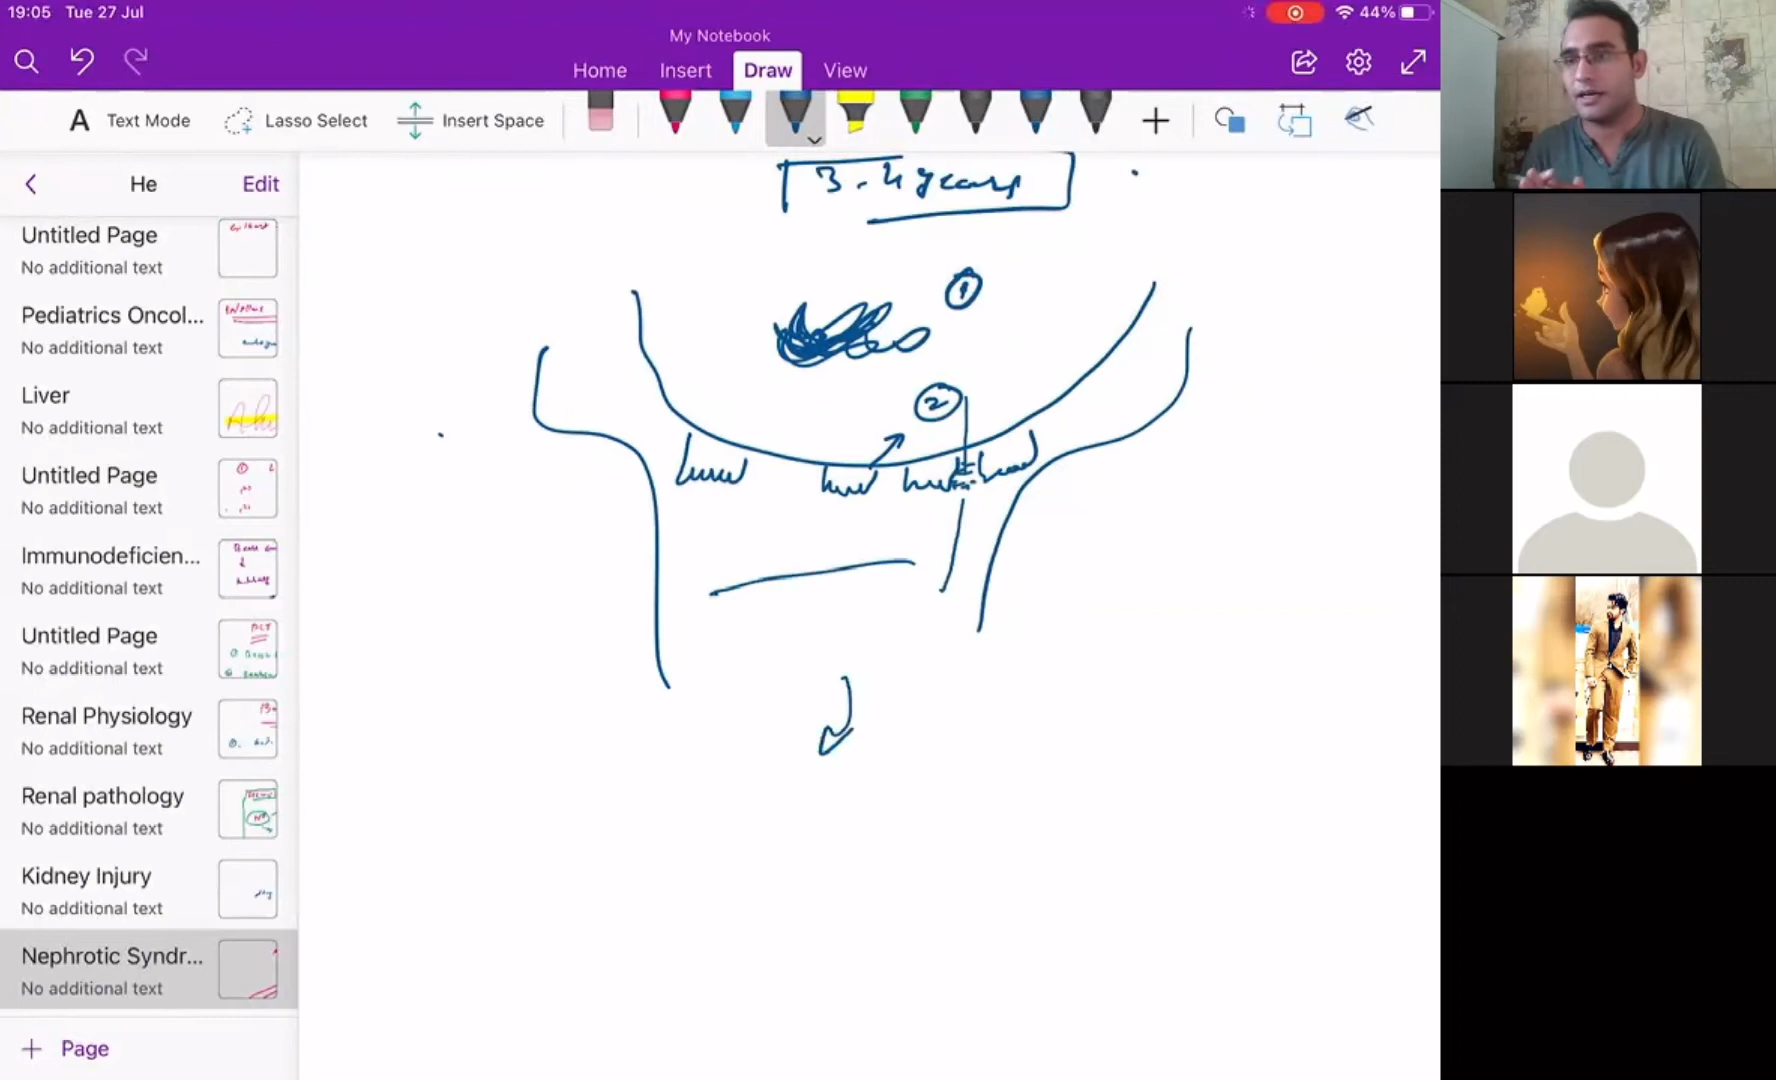 19:05 Tue 27 Jul
44%
My Notebook
Home Insert Draw View
A Text Mode Lasso Select Insert Space
He Edit
Untitled Page
No additional text
Pediatrics Oncol...
No additional text
Liver
No additional text
Untitled Page
No additional text
Immunodeficien...
No additional text
Untitled Page
No additional text
Renal Physiology
No additional text
Renal pathology
No additional text
Kidney Injury
No additional text
Nephrotic Syndr...
No additional text
+ Page
3-4 years
1
2